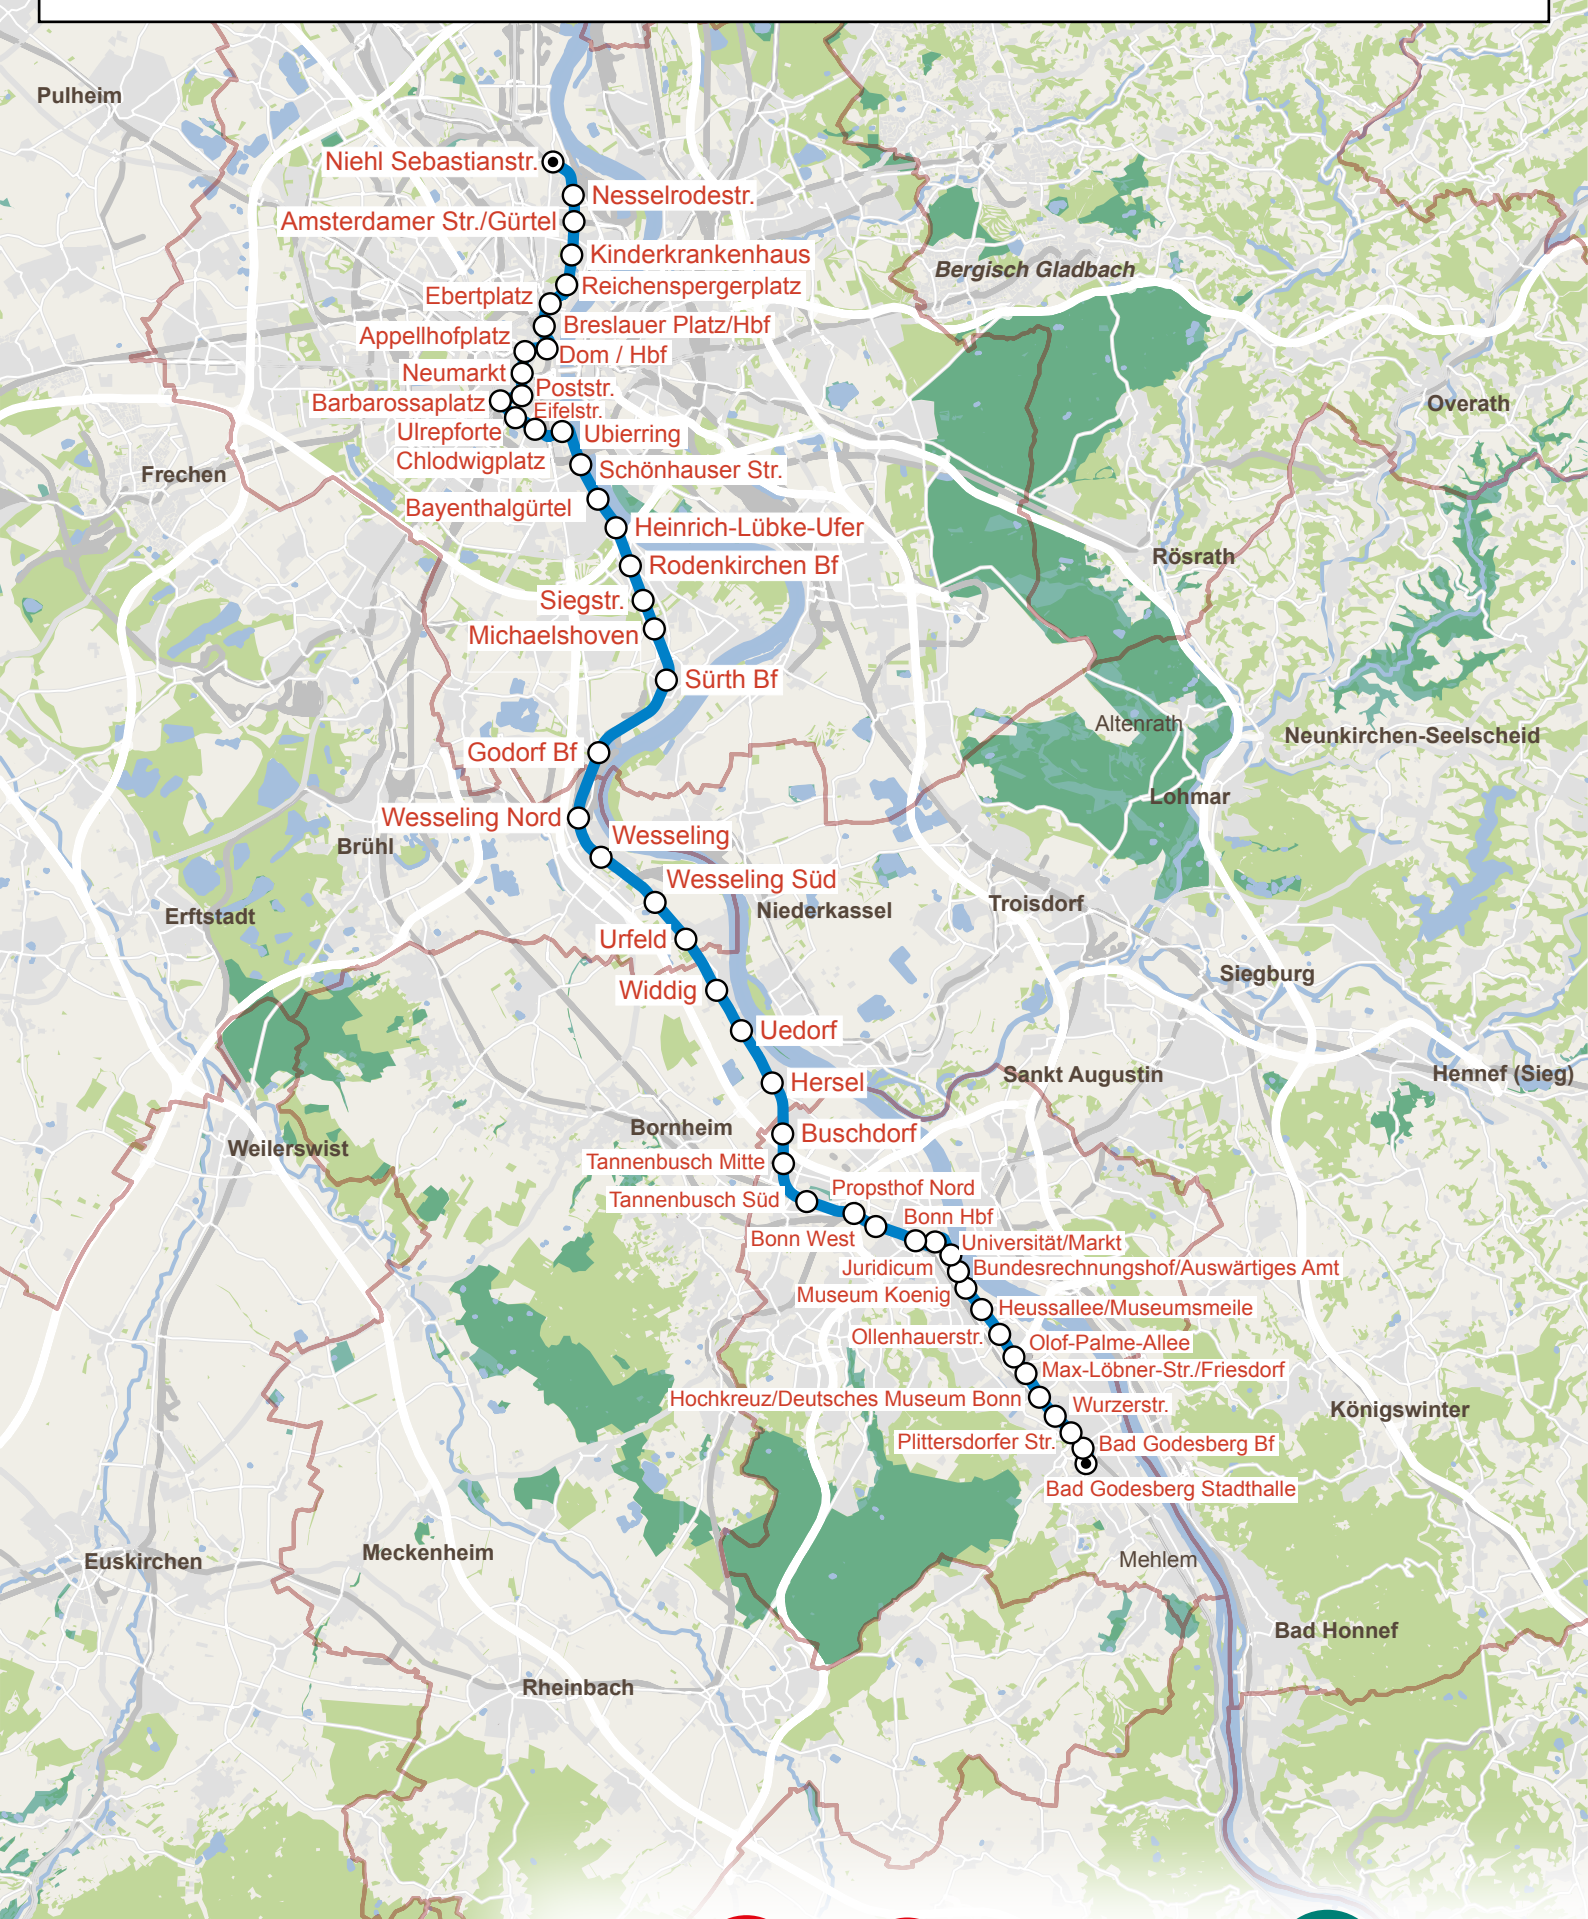 Pulheim
Niehl Sebastianstr.
Nesselrodestr.
Amsterdamer Str./Gürtel
Kinderkrankenhaus
Bergisch Gladbach
Reichenspergerplatz
Ebertplatz
Breslauer Platz/Hbf
Appellhofplatz
Dom / Hbf
Neumarkt
Poststr.
Barbarossaplatz
Overath
Eifelstr.
Ulrepforte
Ubierring
Chlodwigplatz
Schönhauser Str.
Frechen
Bayenthalgürtel
Heinrich-Lübke-Ufer
Rösrath
Rodenkirchen Bf
Siegstr.
Michaelshoven
Sürth Bf
Altenrath
Neunkirchen-Seelscheid
Godorf Bf
Lohmar
Wesseling Nord
Wesseling
Brühl
Wesseling Süd
Troisdorf
Niederkassel
Erftstadt
Urfeld
Siegburg
Widdig
Uedorf
Sankt Augustin
Hennef (Sieg)
Hersel
Bornheim
Buschdorf
Weilerswist
Tannenbusch Mitte
Propsthof Nord
Tannenbusch Süd
Bonn Hbf
Bonn West
Universität/Markt
Juridicum
Bundesrechnungshof/Auswärtiges Amt
Museum Koenig
Heussallee/Museumsmeile
Ollenhauerstr.
Olof-Palme-Allee
Max-Löbner-Str./Friesdorf
Hochkreuz/Deutsches Museum Bonn
Wurzerstr.
Königswinter
Plittersdorfer Str.
Bad Godesberg Bf
Bad Godesberg Stadthalle
Meckenheim
Mehlem
Euskirchen
Bad Honnef
Rheinbach